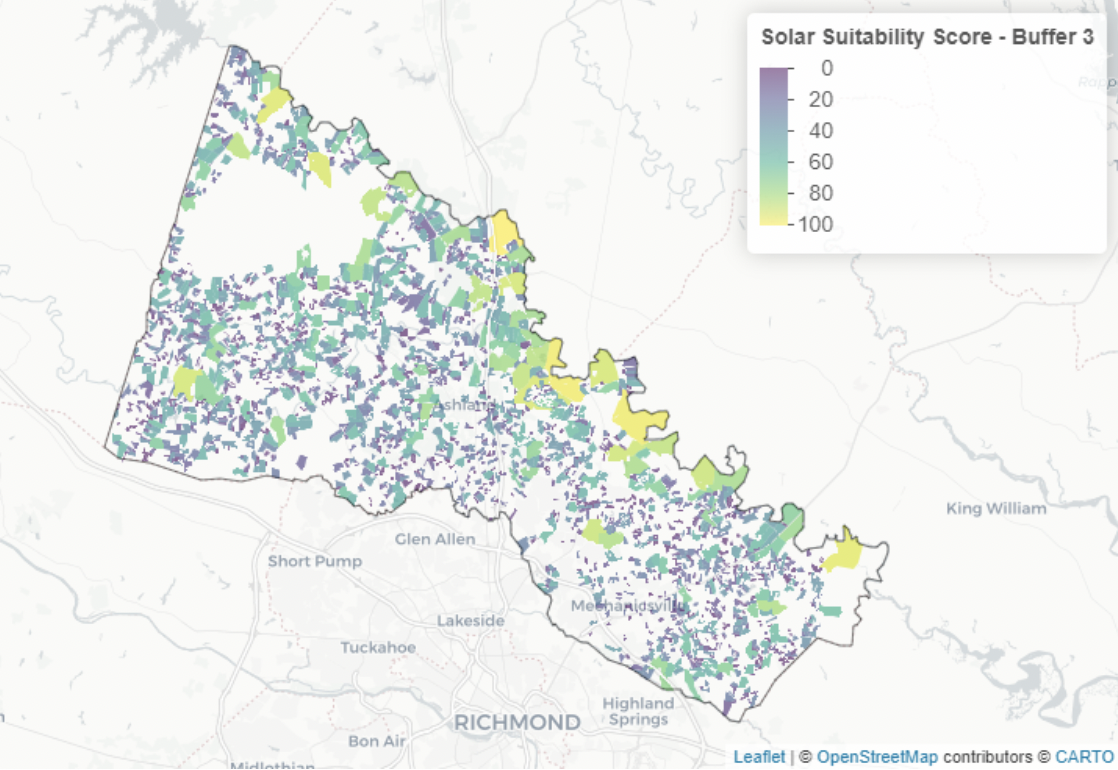 Solar Suitability Score - Buffer 3
0
20
40
60
80
100
Rapp
Ashland
King William
Glen Allen
Short Pump
Mechanicsville
Lakeside
Tuckahoe
Highland
Springs
RICHMOND
Bon Air
Midlothian
Leaflet | © OpenStreetMap contributors © CARTO